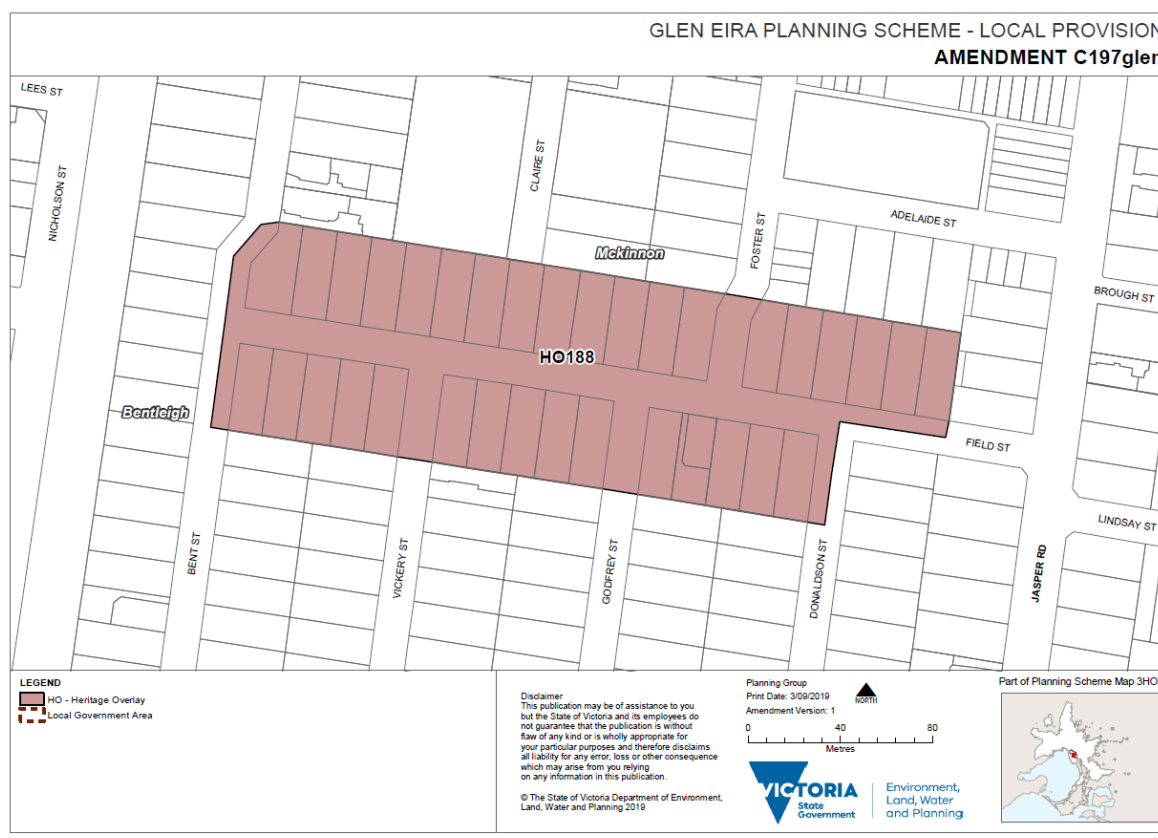 GLEN EIRA PLANNING SCHEME - LOCAL PROVISION
AMENDMENT C197glen
LEES ST
NICHOLSON ST
CLAIRE ST
FOSTER ST
ADELAIDE ST
Mckinnon
BROUGH ST
HO188
Bentleigh
FIELD ST
LINDSAY ST
BENT ST
VICKERY ST
GODFREY ST
DONALDSON ST
JASPER RD
LEGEND
HO - Heritage Overlay
Local Government Area
Disclaimer
This publication may be of assistance to you
but the State of Victoria and its employees do
not guarantee that the publication is without
flaw of any kind or is wholly appropriate for
your particular purposes and therefore disclaims
all liability for any error, loss or other consequence
which may arise from you relying
on any information in this publication.
© The State of Victoria Department of Environment,
Land, Water and Planning 2019
Planning Group
Print Date: 3/09/2019
Amendment Version: 1
NORTH
0 40 80
Metres
VICTORIA
State
Government
Environment,
Land, Water
and Planning
Part of Planning Scheme Map 3HO